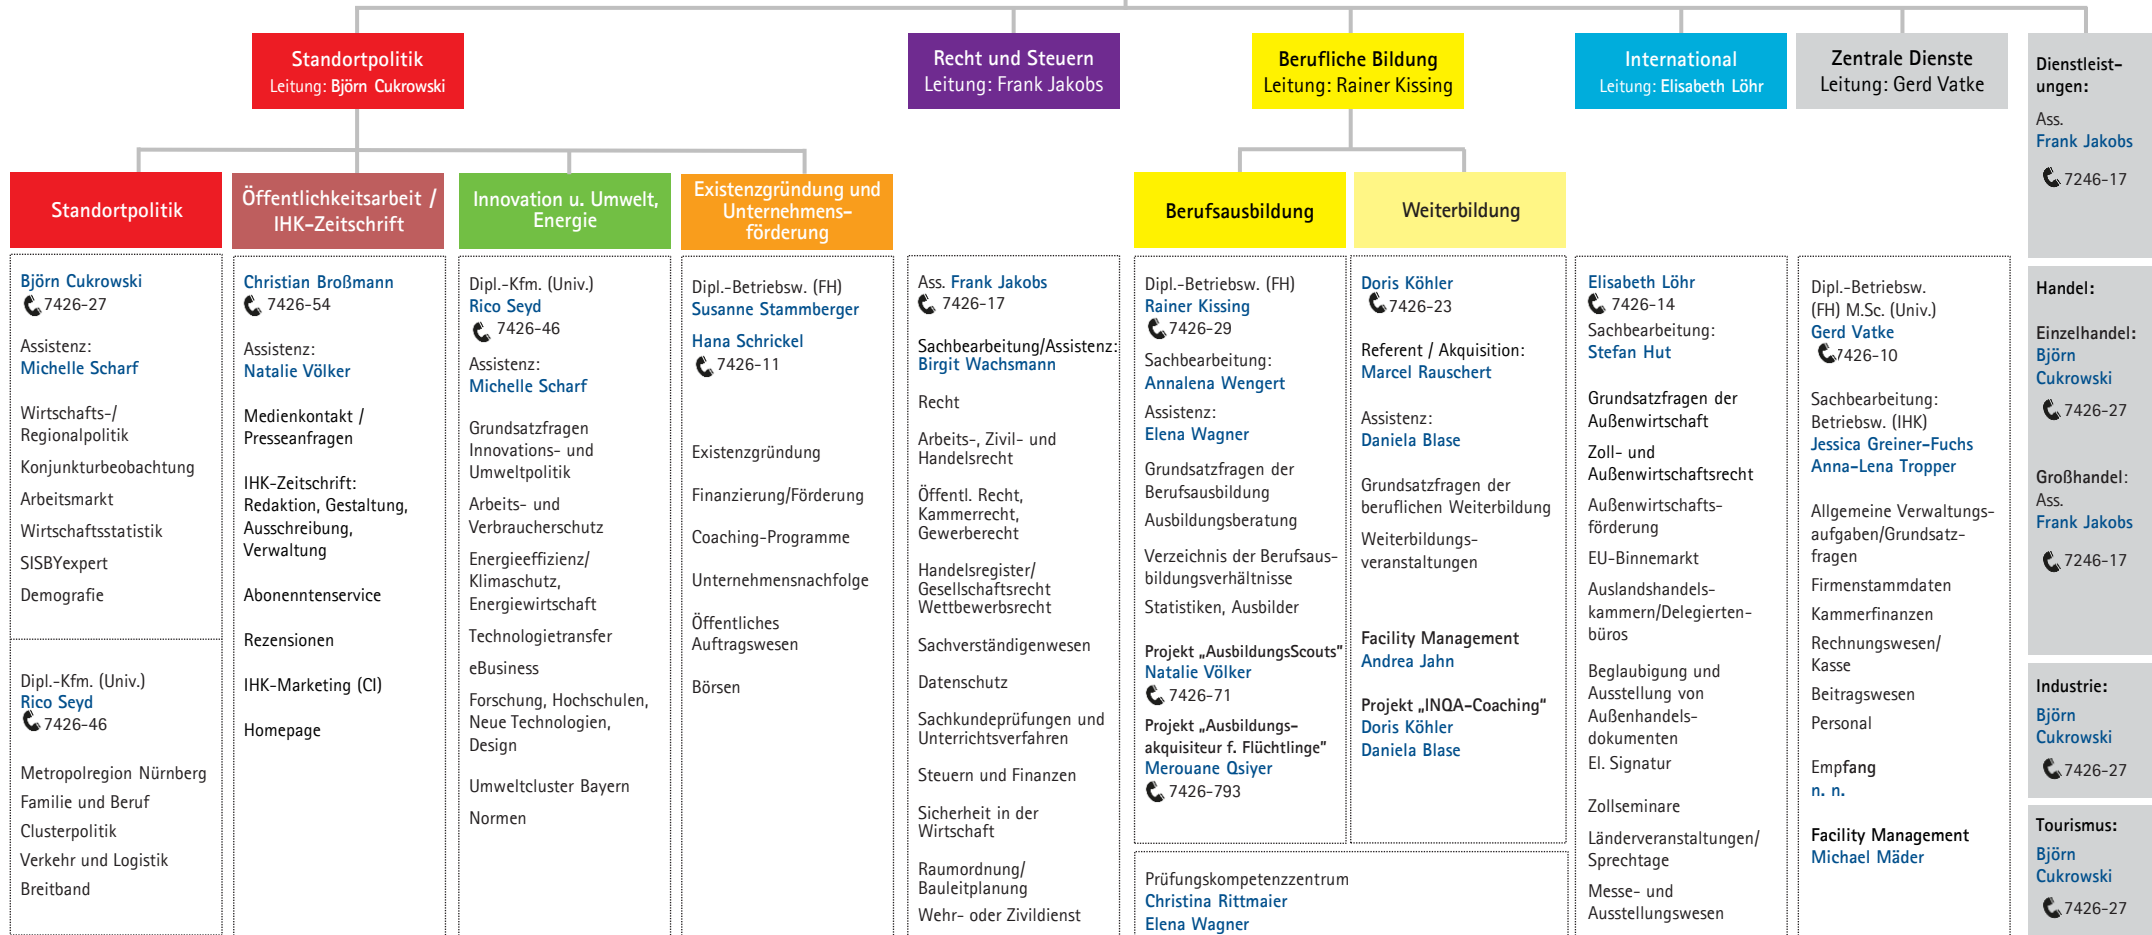 Standortpolitik
Leitung: Björn Cukrowski
Recht und Steuern
Leitung: Frank Jakobs
Berufliche Bildung
Leitung: Rainer Kissing
International
Leitung: Elisabeth Löhr
Zentrale Dienste
Leitung: Gerd Vatke
Standortpolitik
Björn Cukrowski
7426-27
Assistenz:
Michelle Scharf
Wirtschafts-/
Regionalpolitik
Konjunkturbeobachtung
Arbeitsmarkt
Wirtschaftsstatistik
SISBYexpert
Demografie
Dipl.-Kfm. (Univ.)
Rico Seyd
7426-46
Metropolregion Nürnberg
Familie und Beruf
Clusterpolitik
Verkehr und Logistik
Breitband
Öffentlichkeitsarbeit /
IHK-Zeitschrift
Christian Broßmann
7426-54
Assistenz:
Natalie Völker
Medienkontakt /
Presseanfragen
IHK-Zeitschrift:
Redaktion, Gestaltung,
Ausschreibung,
Verwaltung
Abonenntenservice
Rezensionen
IHK-Marketing (CI)
Homepage
Innovation u. Umwelt,
Energie
Dipl.-Kfm. (Univ.)
Rico Seyd
7426-46
Assistenz:
Michelle Scharf
Grundsatzfragen
Innovations- und
Umweltpolitik
Arbeits- und
Verbraucherschutz
Energieeffizienz/
Klimaschutz,
Energiewirtschaft
Technologietransfer
eBusiness
Forschung, Hochschulen,
Neue Technologien,
Design
Umweltcluster Bayern
Normen
Existenzgründung und
Unternehmens-
förderung
Dipl.-Betriebsw. (FH)
Susanne Stammberger
Hana Schrickel
7426-11
Existenzgründung
Finanzierung/Förderung
Coaching-Programme
Unternehmensnachfolge
Öffentliches
Auftragswesen
Börsen
Ass. Frank Jakobs
7426-17
Sachbearbeitung/Assistenz:
Birgit Wachsmann
Recht
Arbeits-, Zivil- und
Handelsrecht
Öffentl. Recht,
Kammerrecht,
Gewerberecht
Handelsregister/
Gesellschaftsrecht
Wettbewerbsrecht
Sachverständigenwesen
Datenschutz
Sachkundeprüfungen und
Unterrichtsverfahren
Steuern und Finanzen
Sicherheit in der
Wirtschaft
Raumordnung/
Bauleitplanung
Wehr- oder Zivildienst
Berufsausbildung
Dipl.-Betriebsw. (FH)
Rainer Kissing
7426-29
Sachbearbeitung:
Annalena Wengert
Assistenz:
Elena Wagner
Grundsatzfragen der
Berufsausbildung
Ausbildungsberatung
Verzeichnis der Berufsaus-
bildungsverhältnisse
Statistiken, Ausbilder
Projekt „AusbildungsScouts“
Natalie Völker
7426-71
Projekt „Ausbildungs-
akquisiteur f. Flüchtlinge”
Merouane Qsiyer
7426-793
Weiterbildung
Doris Köhler
7426-23
Referent / Akquisition:
Marcel Rauschert
Assistenz:
Daniela Blase
Grundsatzfragen der
beruflichen Weiterbildung
Weiterbildungs-
veranstaltungen
Facility Management
Andrea Jahn
Projekt „INQA-Coaching“
Doris Köhler
Daniela Blase
Prüfungskompetenzzentrum
Christina Rittmaier
Elena Wagner
Elisabeth Löhr
7426-14
Sachbearbeitung:
Stefan Hut
Grundsatzfragen der
Außenwirtschaft
Zoll- und
Außenwirtschaftsrecht
Außenwirtschafts-
förderung
EU-Binnemarkt
Auslandshandels-
kammern/Delegierten-
büros
Beglaubigung und
Ausstellung von
Außenhandels-
dokumenten
El. Signatur
Zollseminare
Länderveranstaltungen/
Sprechtage
Messe- und
Ausstellungswesen
Dipl.-Betriebsw.
(FH) M.Sc. (Univ.)
Gerd Vatke
7426-10
Sachbearbeitung:
Betriebsw. (IHK)
Jessica Greiner-Fuchs
Anna-Lena Tropper
Allgemeine Verwaltungs-
aufgaben/Grundsatz-
fragen
Firmenstammdaten
Kammerfinanzen
Rechnungswesen/
Kasse
Beitragswesen
Personal
Empfang
n. n.
Facility Management
Michael Mäder
Dienstleist-
ungen:
Ass.
Frank Jakobs
7246-17
Handel:
Einzelhandel:
Björn
Cukrowski
7426-27
Großhandel:
Ass.
Frank Jakobs
7246-17
Industrie:
Björn
Cukrowski
7426-27
Tourismus:
Björn
Cukrowski
7426-27